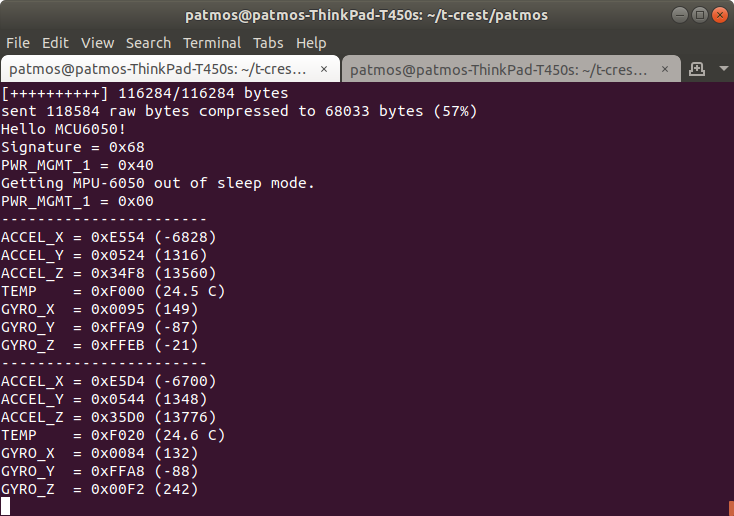 patmos@patmos-ThinkPad-T450s: ~/t-crest/patmos
File Edit View Search Terminal Tabs Help
patmos@patmos-ThinkPad-T450s: ~/t-cres… × patmos@patmos-ThinkPad-T450s: ~/t-cres… ×
[++++++++++] 116284/116284 bytes
sent 118584 raw bytes compressed to 68033 bytes (57%)
Hello MCU6050!
Signature = 0x68
PWR_MGMT_1 = 0x40
Getting MPU-6050 out of sleep mode.
PWR_MGMT_1 = 0x00
-----------------------
ACCEL_X = 0xE554 (-6828)
ACCEL_Y = 0x0524 (1316)
ACCEL_Z = 0x34F8 (13560)
TEMP    = 0xF000 (24.5 C)
GYRO_X  = 0x0095 (149)
GYRO_Y  = 0xFFA9 (-87)
GYRO_Z  = 0xFFEB (-21)
-----------------------
ACCEL_X = 0xE5D4 (-6700)
ACCEL_Y = 0x0544 (1348)
ACCEL_Z = 0x35D0 (13776)
TEMP    = 0xF020 (24.6 C)
GYRO_X  = 0x0084 (132)
GYRO_Y  = 0xFFA8 (-88)
GYRO_Z  = 0x00F2 (242)